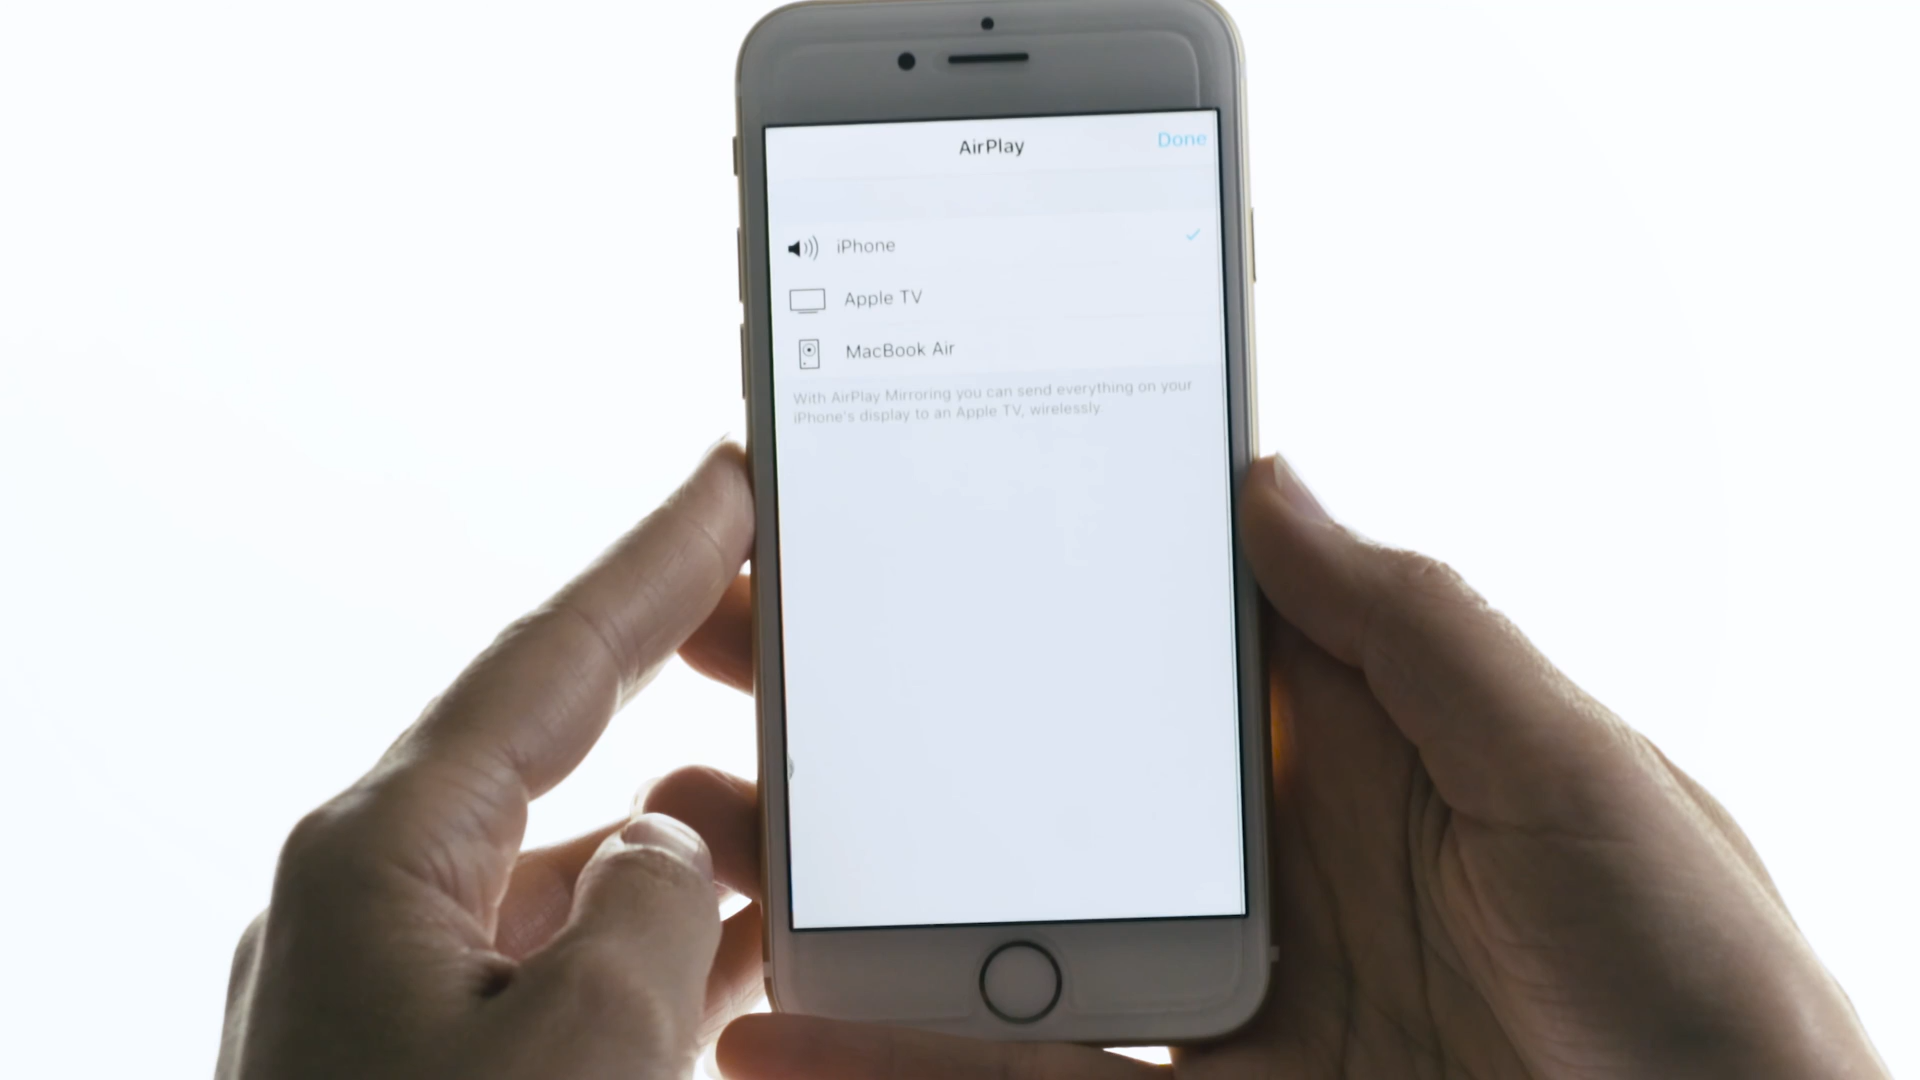 AirPlay
Done
iPhone
Apple TV
MacBook Air
With AirPlay Mirroring you can send everything on your
iPhone's display to an Apple TV, wirelessly.